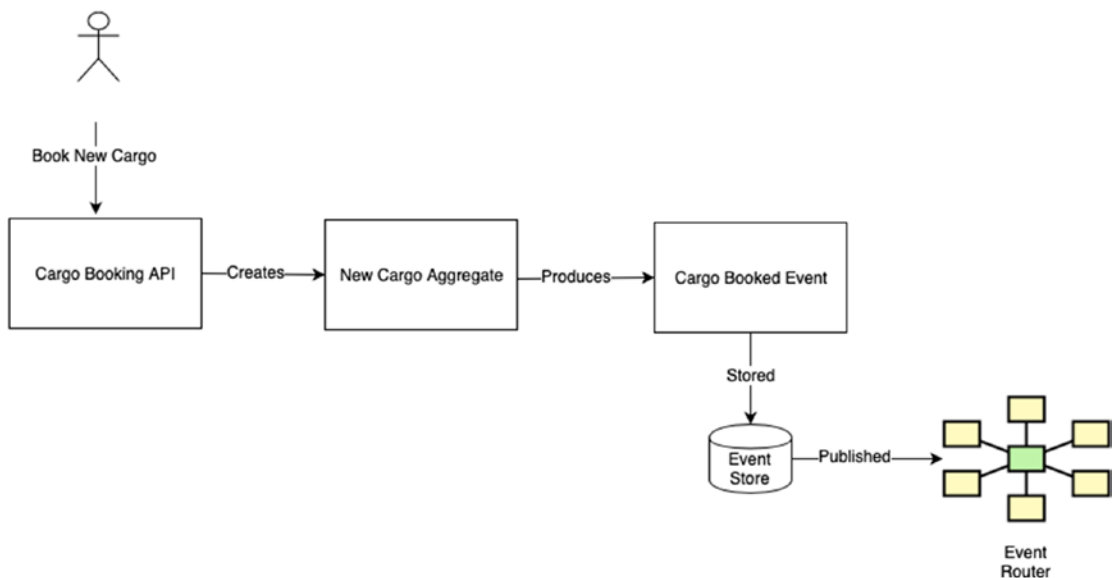 Book New Cargo
Cargo Booking API
Creates
New Cargo Aggregate
Produces
Cargo Booked Event
Stored
Event
Store
Published
Event
Router